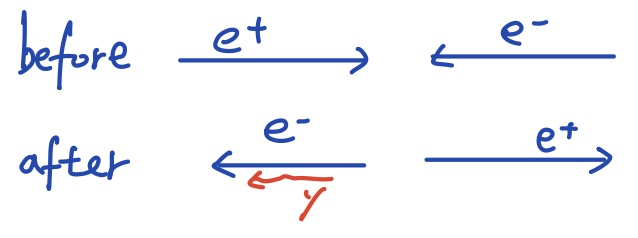 before e⁺ e⁻
after e⁻ e⁺
γ